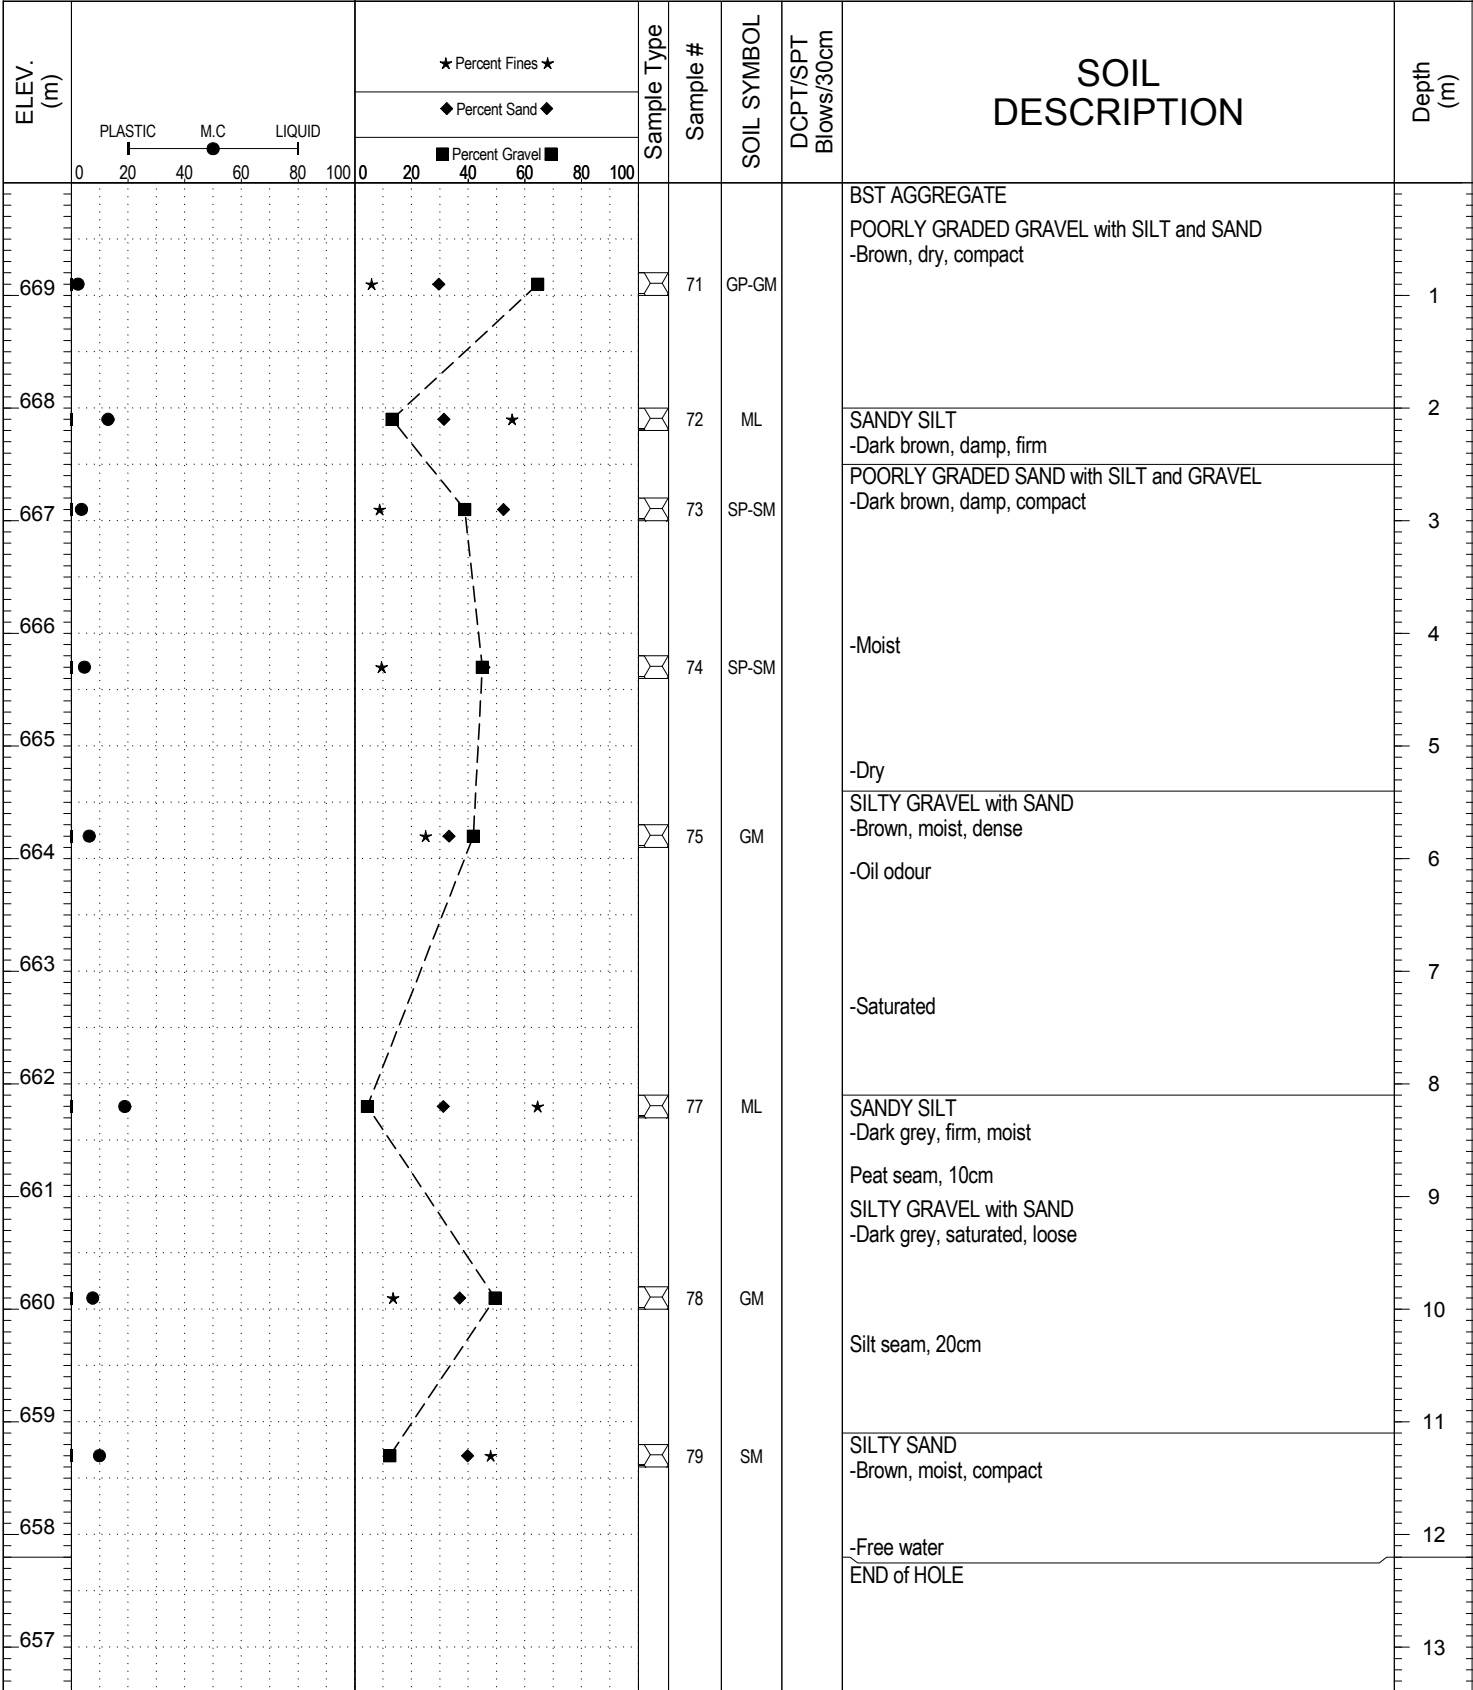 ELEV.
(m)
PLASTIC M.C LIQUID
0 20 40 60 80 100
★ Percent Fines ★
◆ Percent Sand ◆
■ Percent Gravel ■
0 20 40 60 80 100
Sample Type
Sample #
SOIL SYMBOL
DCPT/SPT
Blows/30cm
SOIL
DESCRIPTION
Depth
(m)
BST AGGREGATE
POORLY GRADED GRAVEL with SILT and SAND
-Brown, dry, compact
669 71 GP-GM 1
668 2
72 ML SANDY SILT
-Dark brown, damp, firm
POORLY GRADED SAND with SILT and GRAVEL
667 73 SP-SM -Dark brown, damp, compact 3
666 4
-Moist
74 SP-SM
665 5
-Dry
SILTY GRAVEL with SAND
75 GM -Brown, moist, dense
664 6
-Oil odour
663 7
-Saturated
662 8
77 ML SANDY SILT
-Dark grey, firm, moist
Peat seam, 10cm
661 9
SILTY GRAVEL with SAND
-Dark grey, saturated, loose
660 78 GM 10
Silt seam, 20cm
659 11
SILTY SAND
79 SM -Brown, moist, compact
658 12
-Free water
END of HOLE
657 13